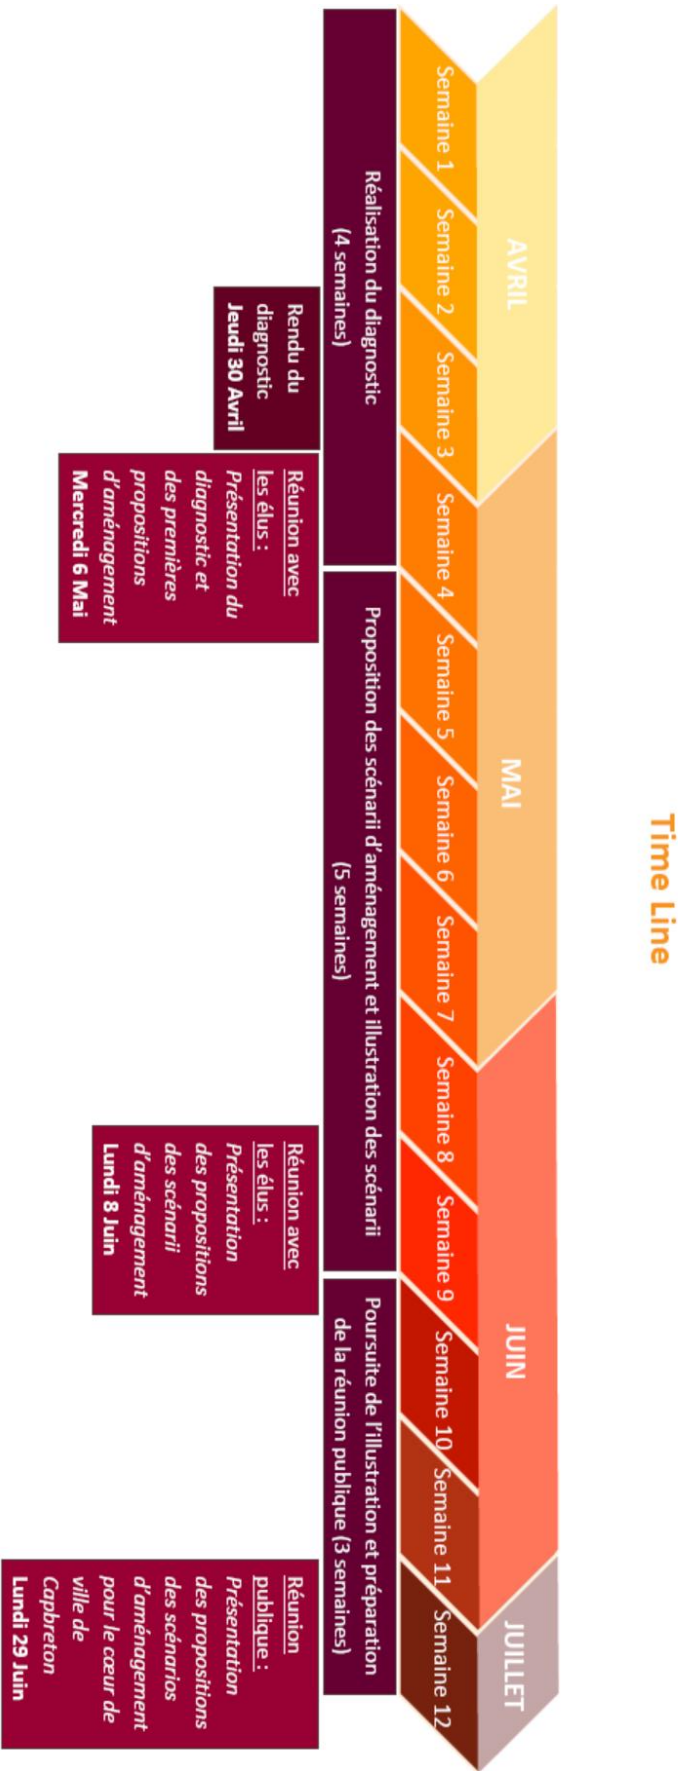 Time Line
AVRIL
MAI
JUIN
JUILLET
Semaine 1
Semaine 2
Semaine 3
Semaine 4
Semaine 5
Semaine 6
Semaine 7
Semaine 8
Semaine 9
Semaine 10
Semaine 11
Semaine 12
Réalisation du diagnostic
(4 semaines)
Proposition des scénarii d'aménagement et illustration des scénarii
(5 semaines)
Poursuite de l'illustration et préparation
de la réunion publique (3 semaines)
Rendu du
diagnostic
Jeudi 30 Avril
Réunion avec
les élus :
Présentation du
diagnostic et
des premières
propositions
d'aménagement
Mercredi 6 Mai
Réunion avec
les élus :
Présentation
des propositions
des scénarii
d'aménagement
Lundi 8 Juin
Réunion
publique :
Présentation
des propositions
des scénarios
d'aménagement
pour le cœur de
ville de
Capbreton
Lundi 29 Juin